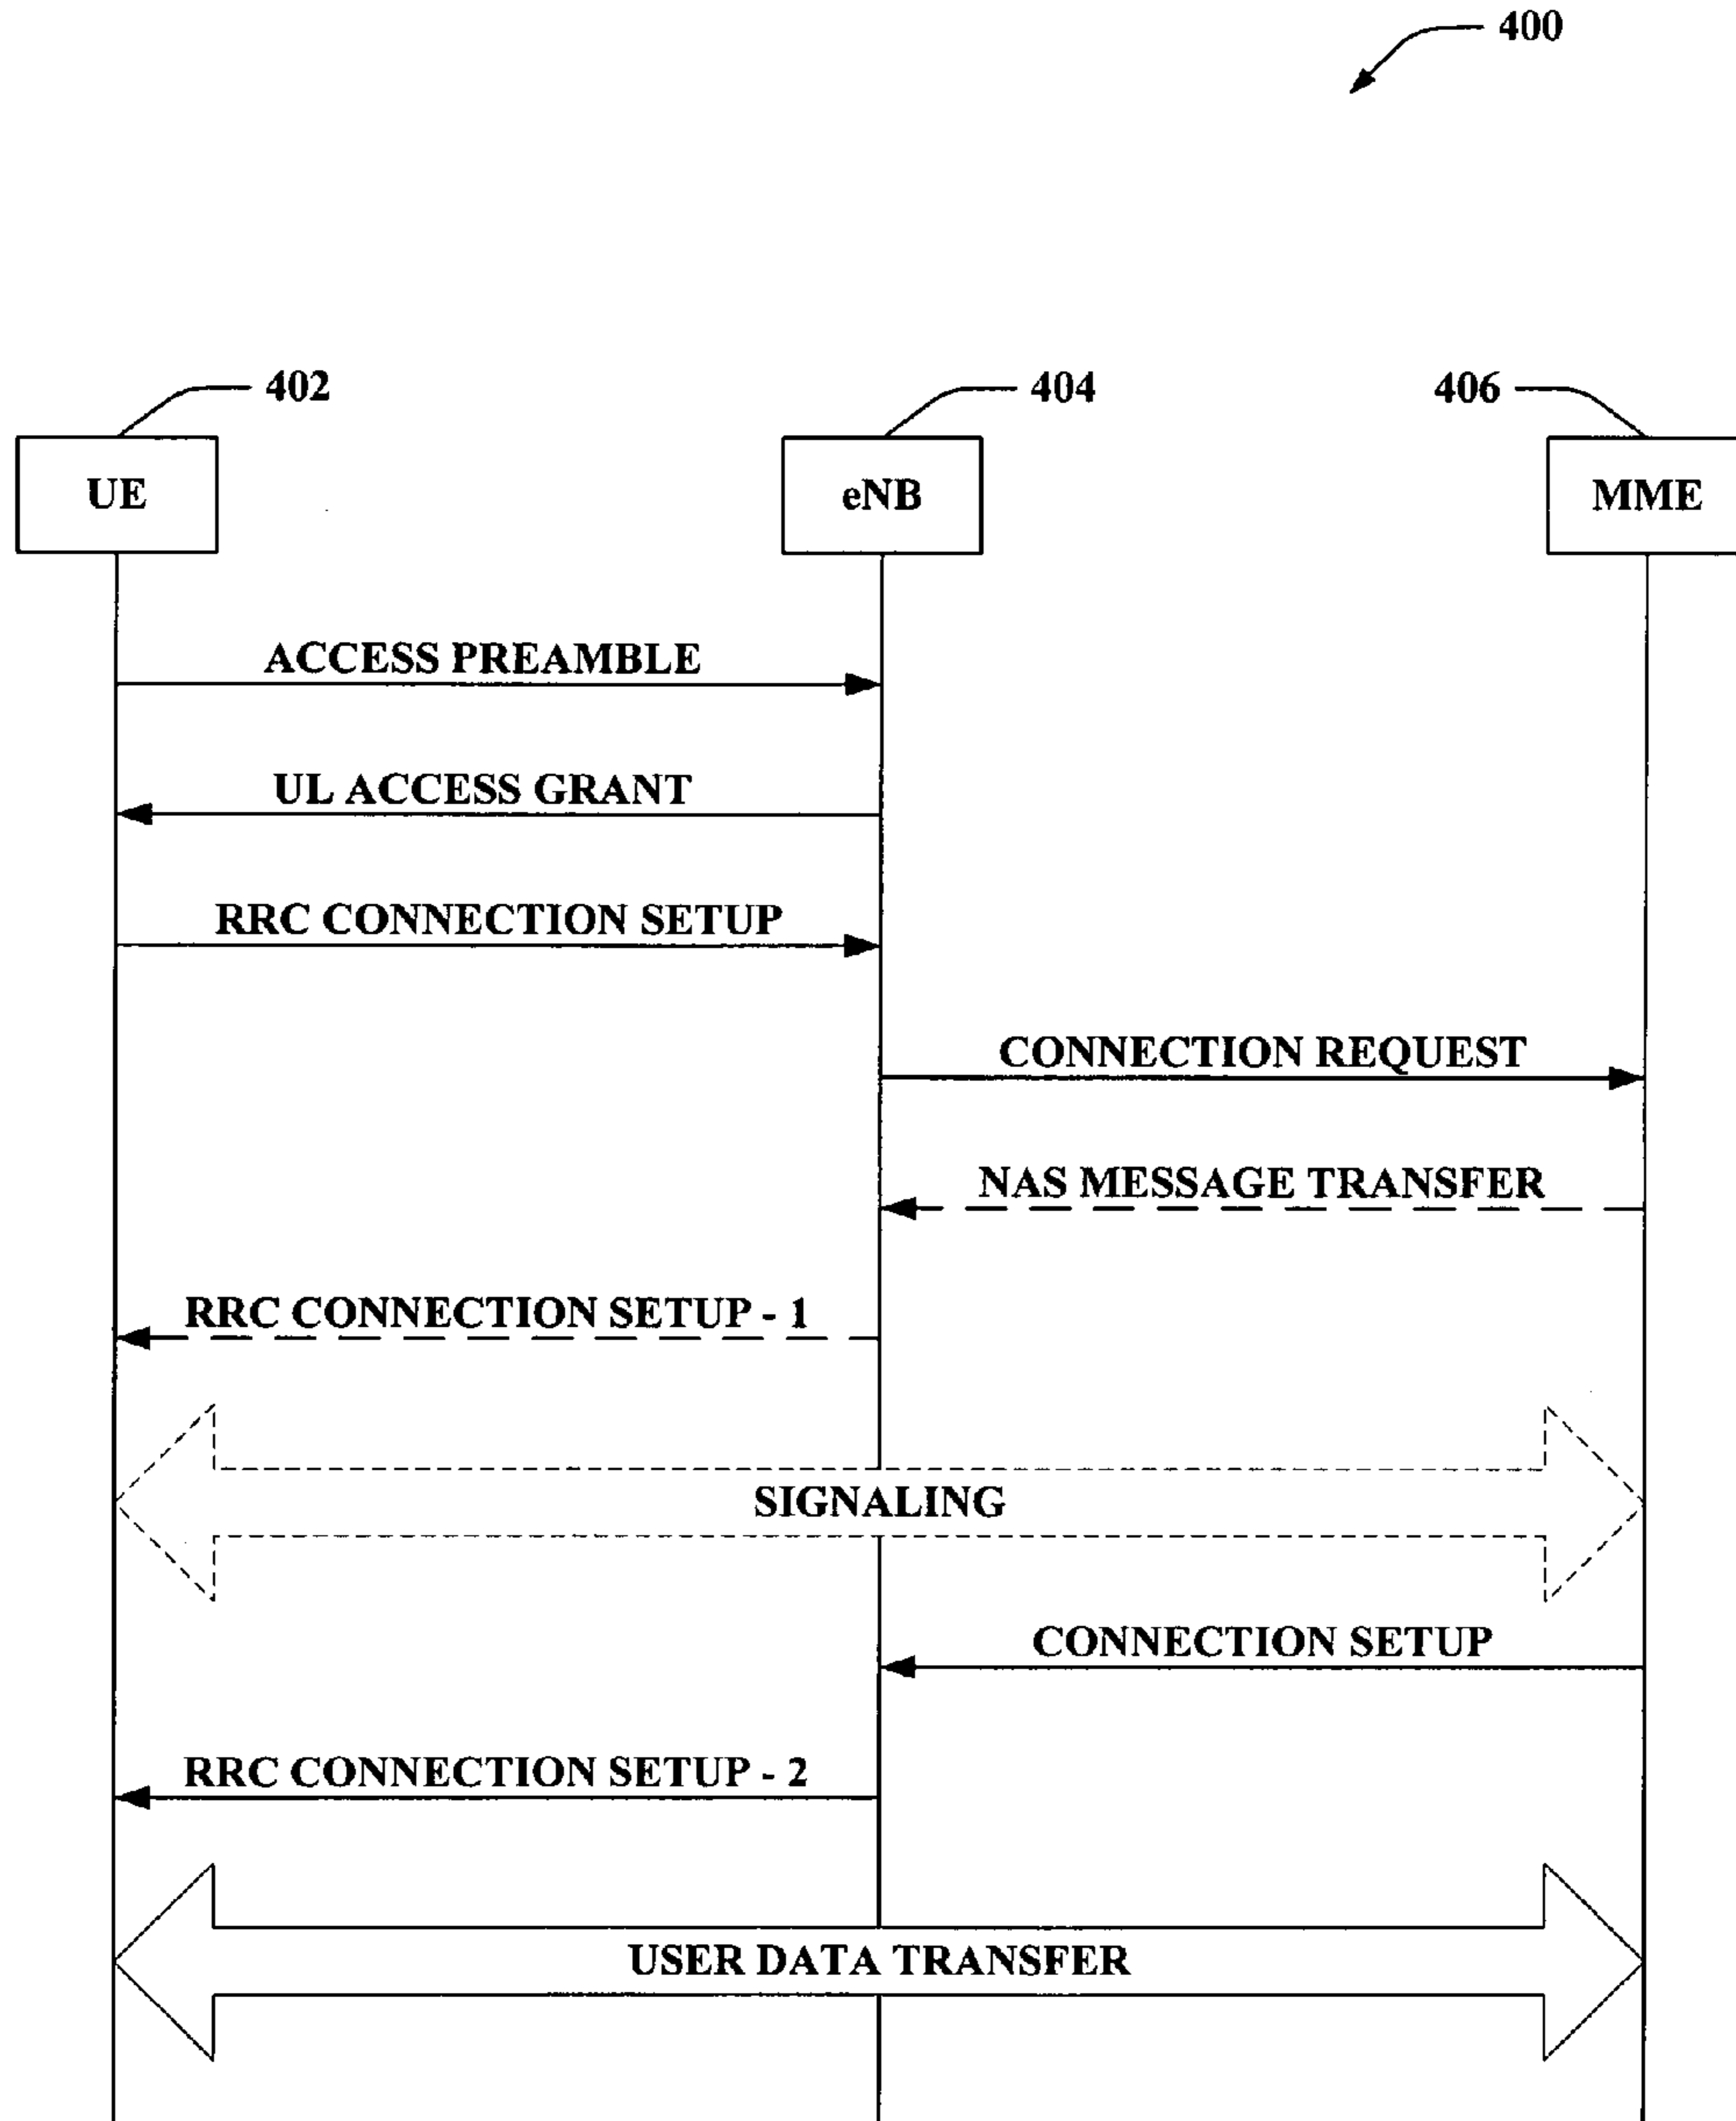 400
402
404
406
UE
eNB
MME
ACCESS PREAMBLE
UL ACCESS GRANT
RRC CONNECTION SETUP
CONNECTION REQUEST
NAS MESSAGE TRANSFER
RRC CONNECTION SETUP - 1
SIGNALING
CONNECTION SETUP
RRC CONNECTION SETUP - 2
USER DATA TRANSFER